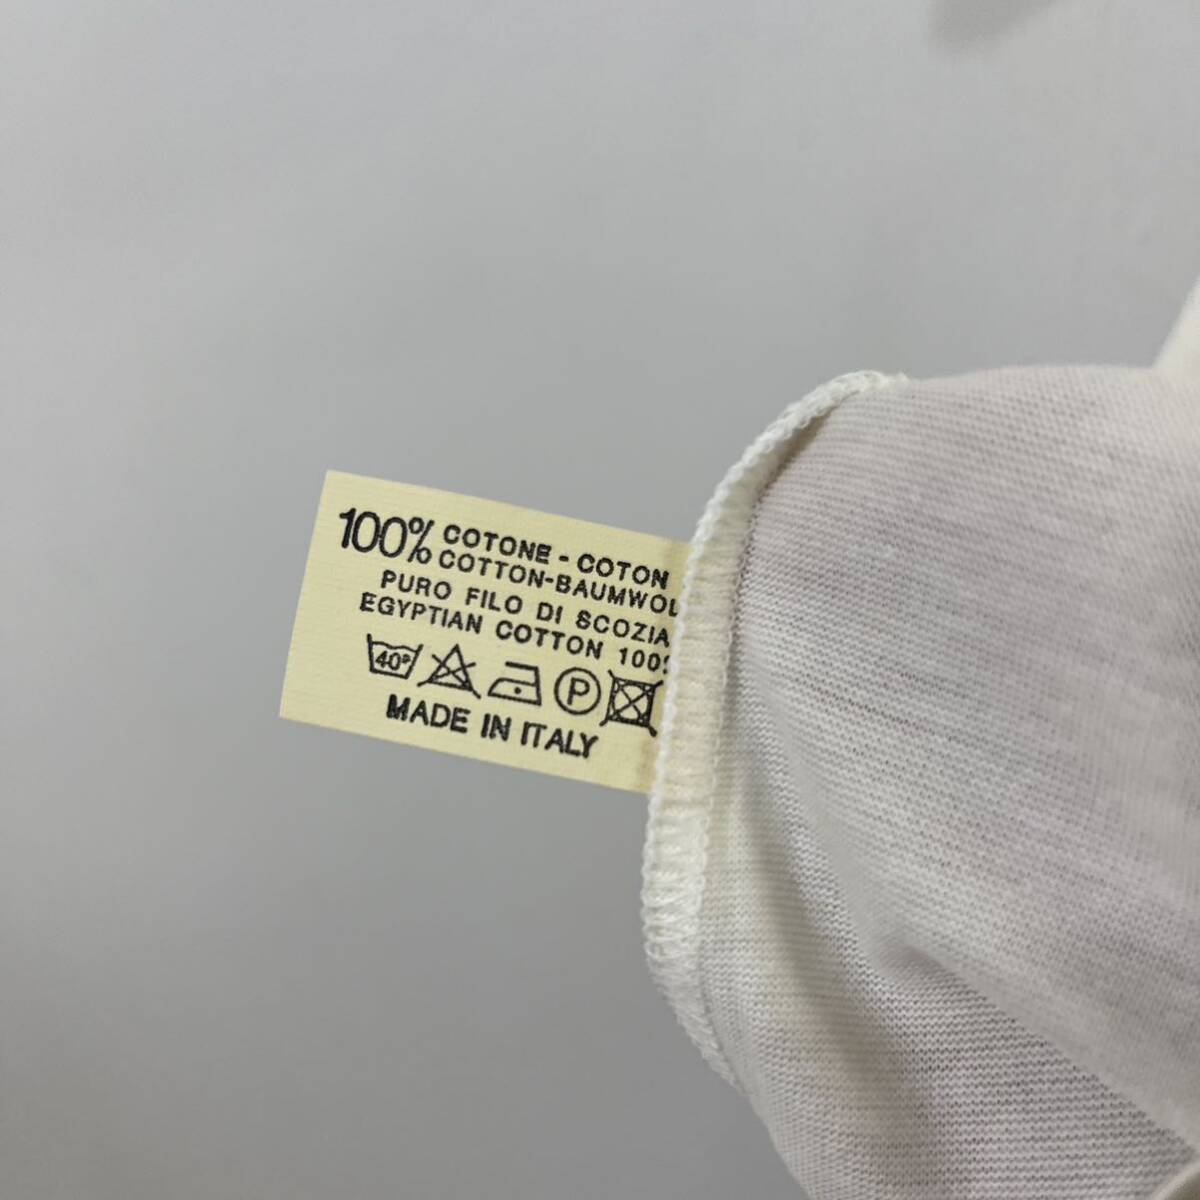 100% COTONE - COTON
COTTON-BAUMWOL
PURO FILO DI SCOZIA
EGYPTIAN COTTON 100%
40°
P
MADE IN ITALY